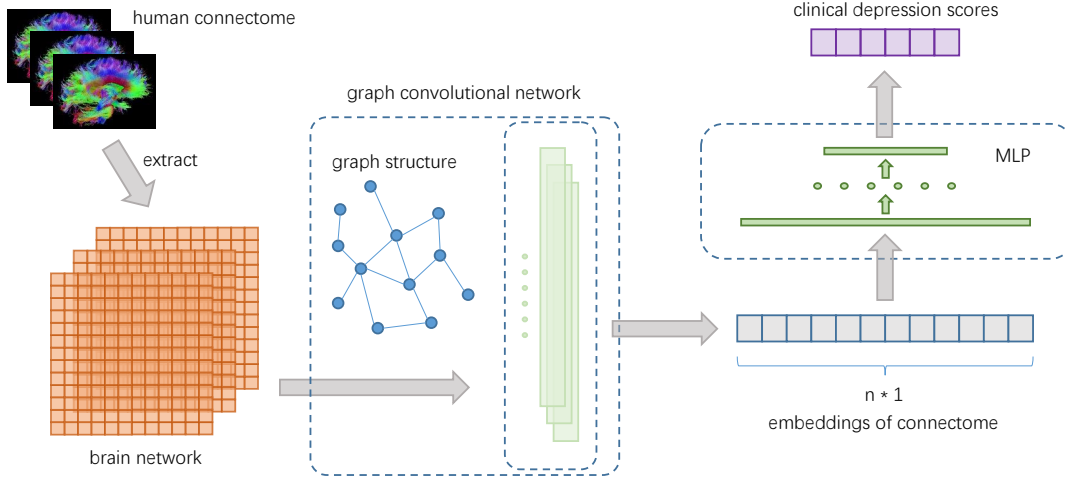 human connectome
extract
brain network
graph convolutional network
graph structure
clinical depression scores
MLP
n * 1
embeddings of connectome